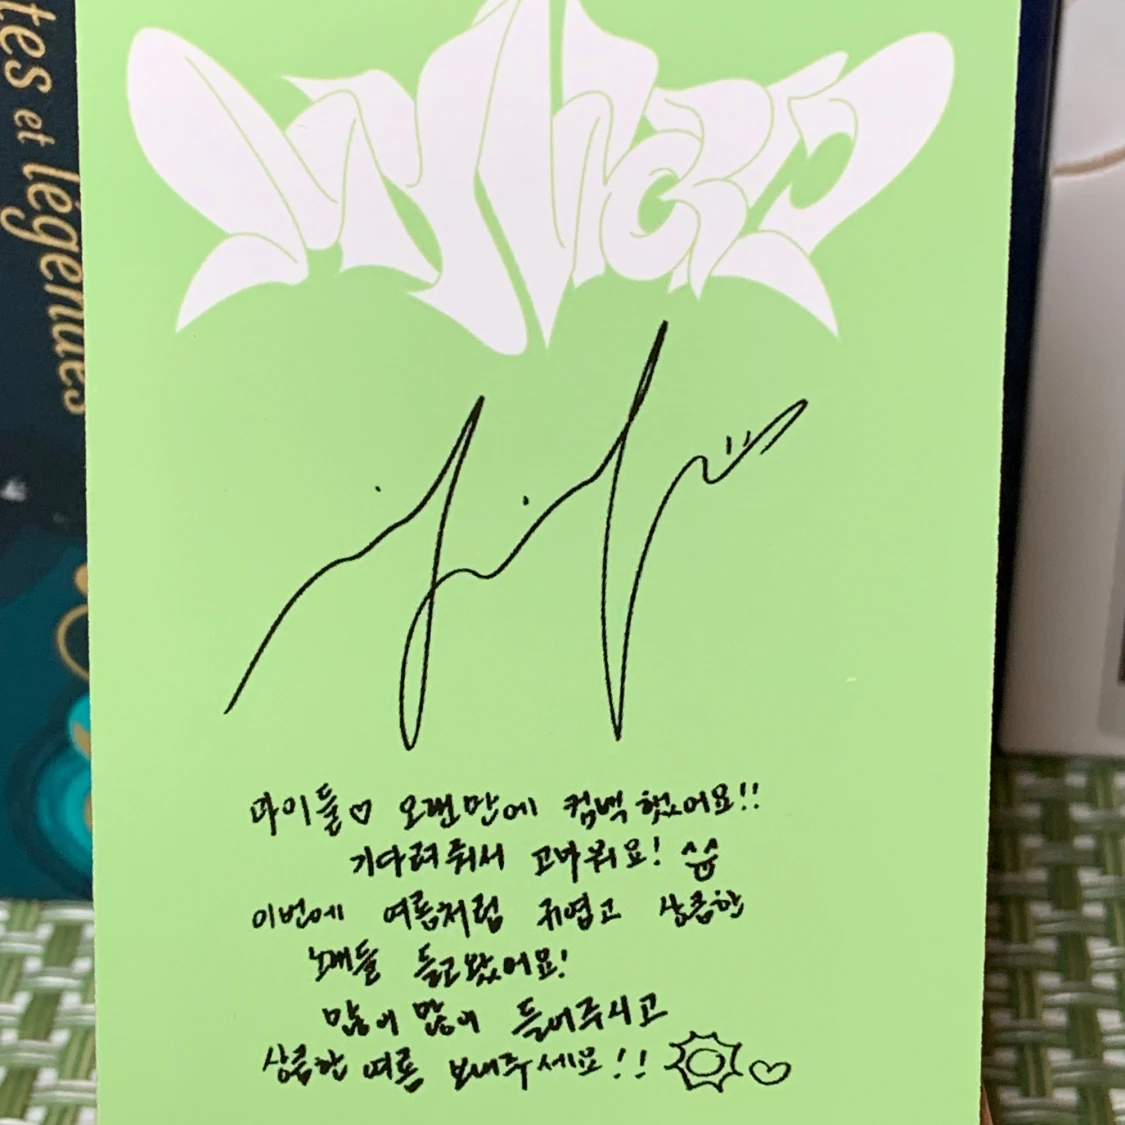 tes et légendes
마이들♡ 오랜만에 컴백했어요!!
기다려줘서 고마워요! ^^
이번에 여름처럼 귀엽고 상큼한
노래들 들고왔어요!
많이 많이 들어주시고
상큼한 여름 보내주세요!! ♡